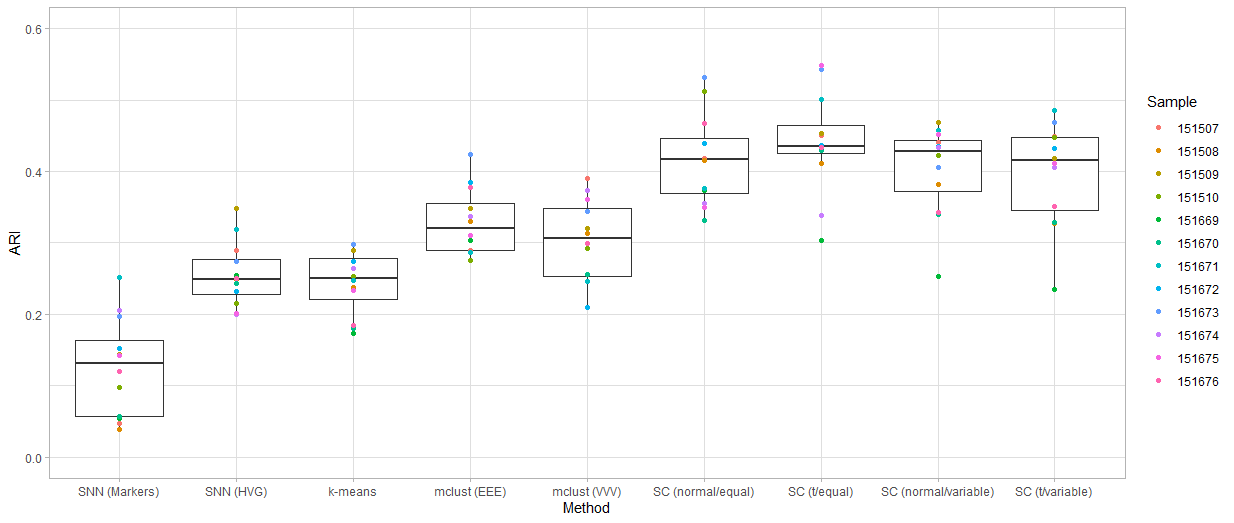 0.6
0.4
0.2
0.0
ARI
SNN (Markers)
SNN (HVG)
k-means
mclust (EEE)
mclust (VVV)
SC (normal/equal)
SC (t/equal)
SC (normal/variable)
SC (t/variable)
Method
Sample
151507
151508
151509
151510
151669
151670
151671
151672
151673
151674
151675
151676